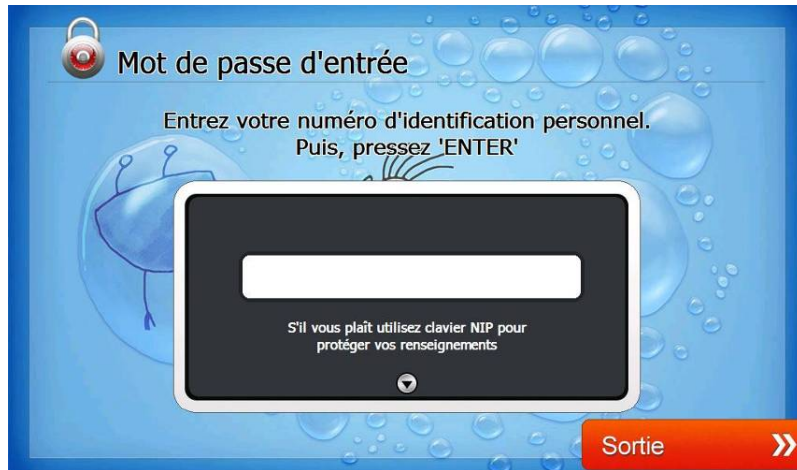 Mot de passe d'entrée
Entrez votre numéro d'identification personnel.
Puis, pressez 'ENTER'
S'il vous plaît utilisez clavier NIP pour
protéger vos renseignements
Sortie